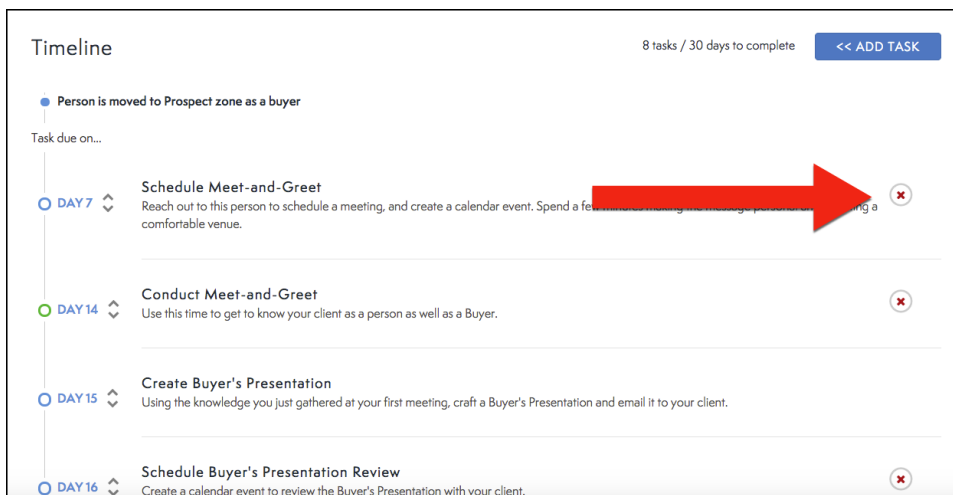 Timeline
8 tasks / 30 days to complete
<< ADD TASK
Person is moved to Prospect zone as a buyer
Task due on...
DAY 7
Schedule Meet-and-Greet
Reach out to this person to schedule a meeting, and create a calendar event. Spend a few minutes making the message personal a
comfortable venue.
DAY 14
Conduct Meet-and-Greet
Use this time to get to know your client as a person as well as a Buyer.
DAY 15
Create Buyer's Presentation
Using the knowledge you just gathered at your first meeting, craft a Buyer's Presentation and email it to your client.
DAY 16
Schedule Buyer's Presentation Review
Create a calendar event to review the Buyer's Presentation with your client.